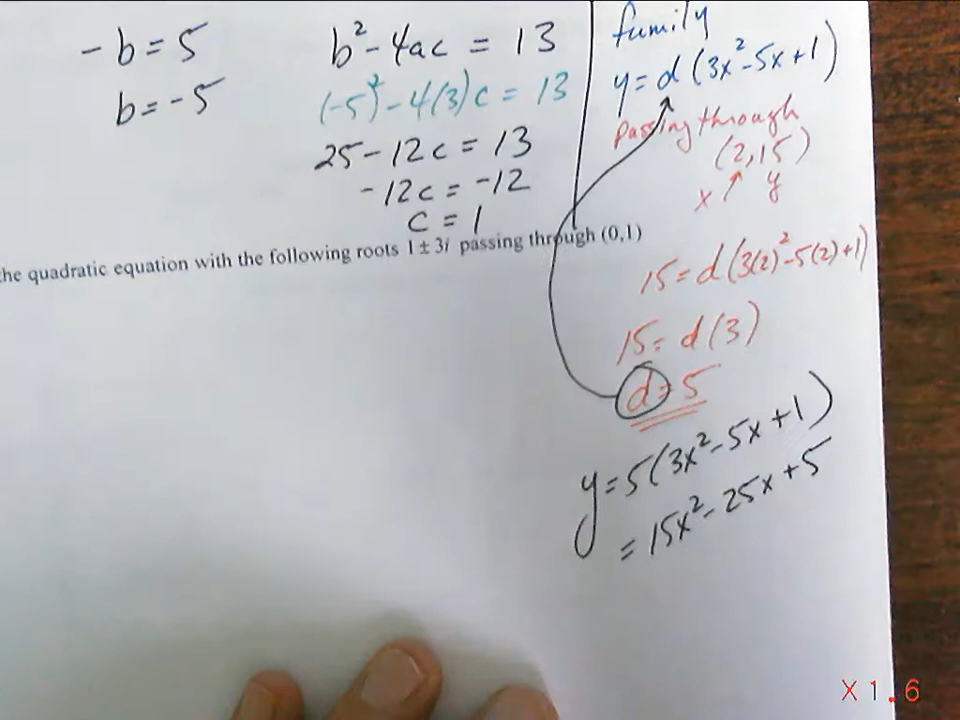 -b = 5
b = -5
b² - 4ac = 13
(-5)² - 4(3)c = 13
25 - 12c = 13
-12c = -12
c = 1
family
y = d(3x² - 5x + 1)
passing through
(2, 15)
x y
15 = d(3(2)² - 5(2) + 1)
15 = d(3)
d = 5
y = 5(3x² - 5x + 1)
= 15x² - 25x + 5
he quadratic equation with the following roots 1 ± 3i passing through (0,1)
X1.6